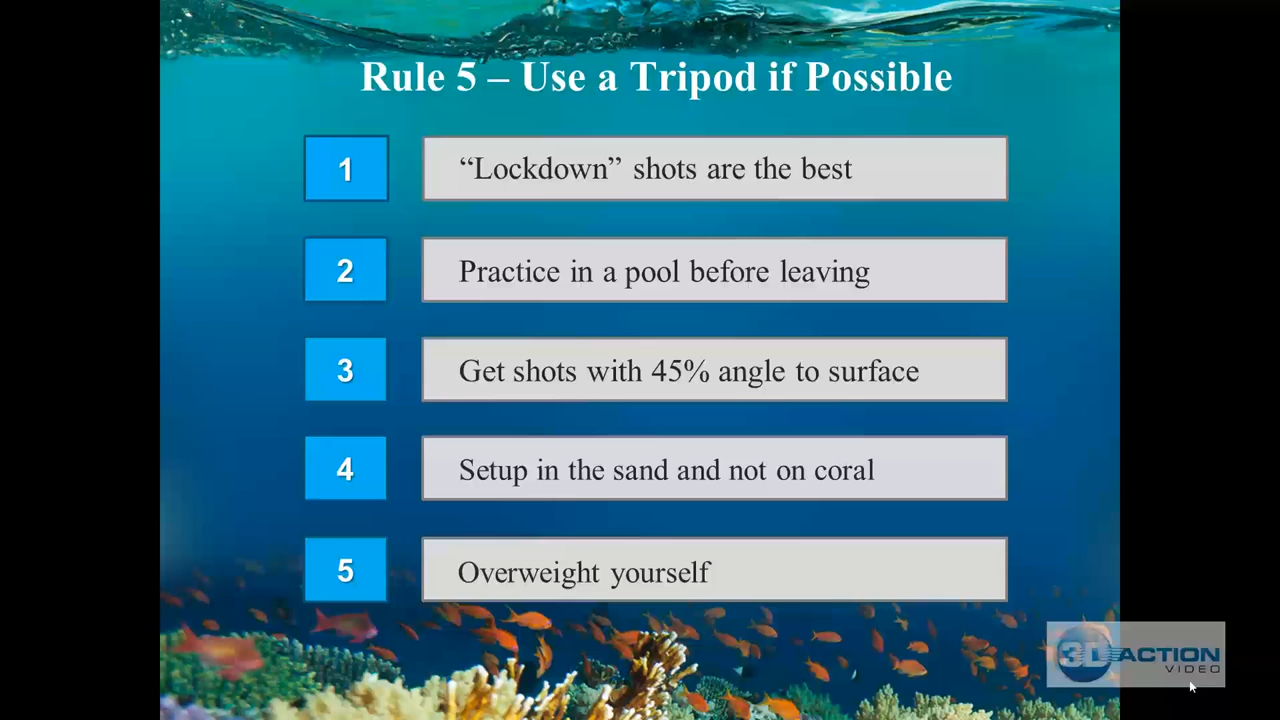 Rule 5 – Use a Tripod if Possible
1
“Lockdown” shots are the best
2
Practice in a pool before leaving
3
Get shots with 45% angle to surface
4
Setup in the sand and not on coral
5
Overweight yourself
3D ACTION
VIDEO